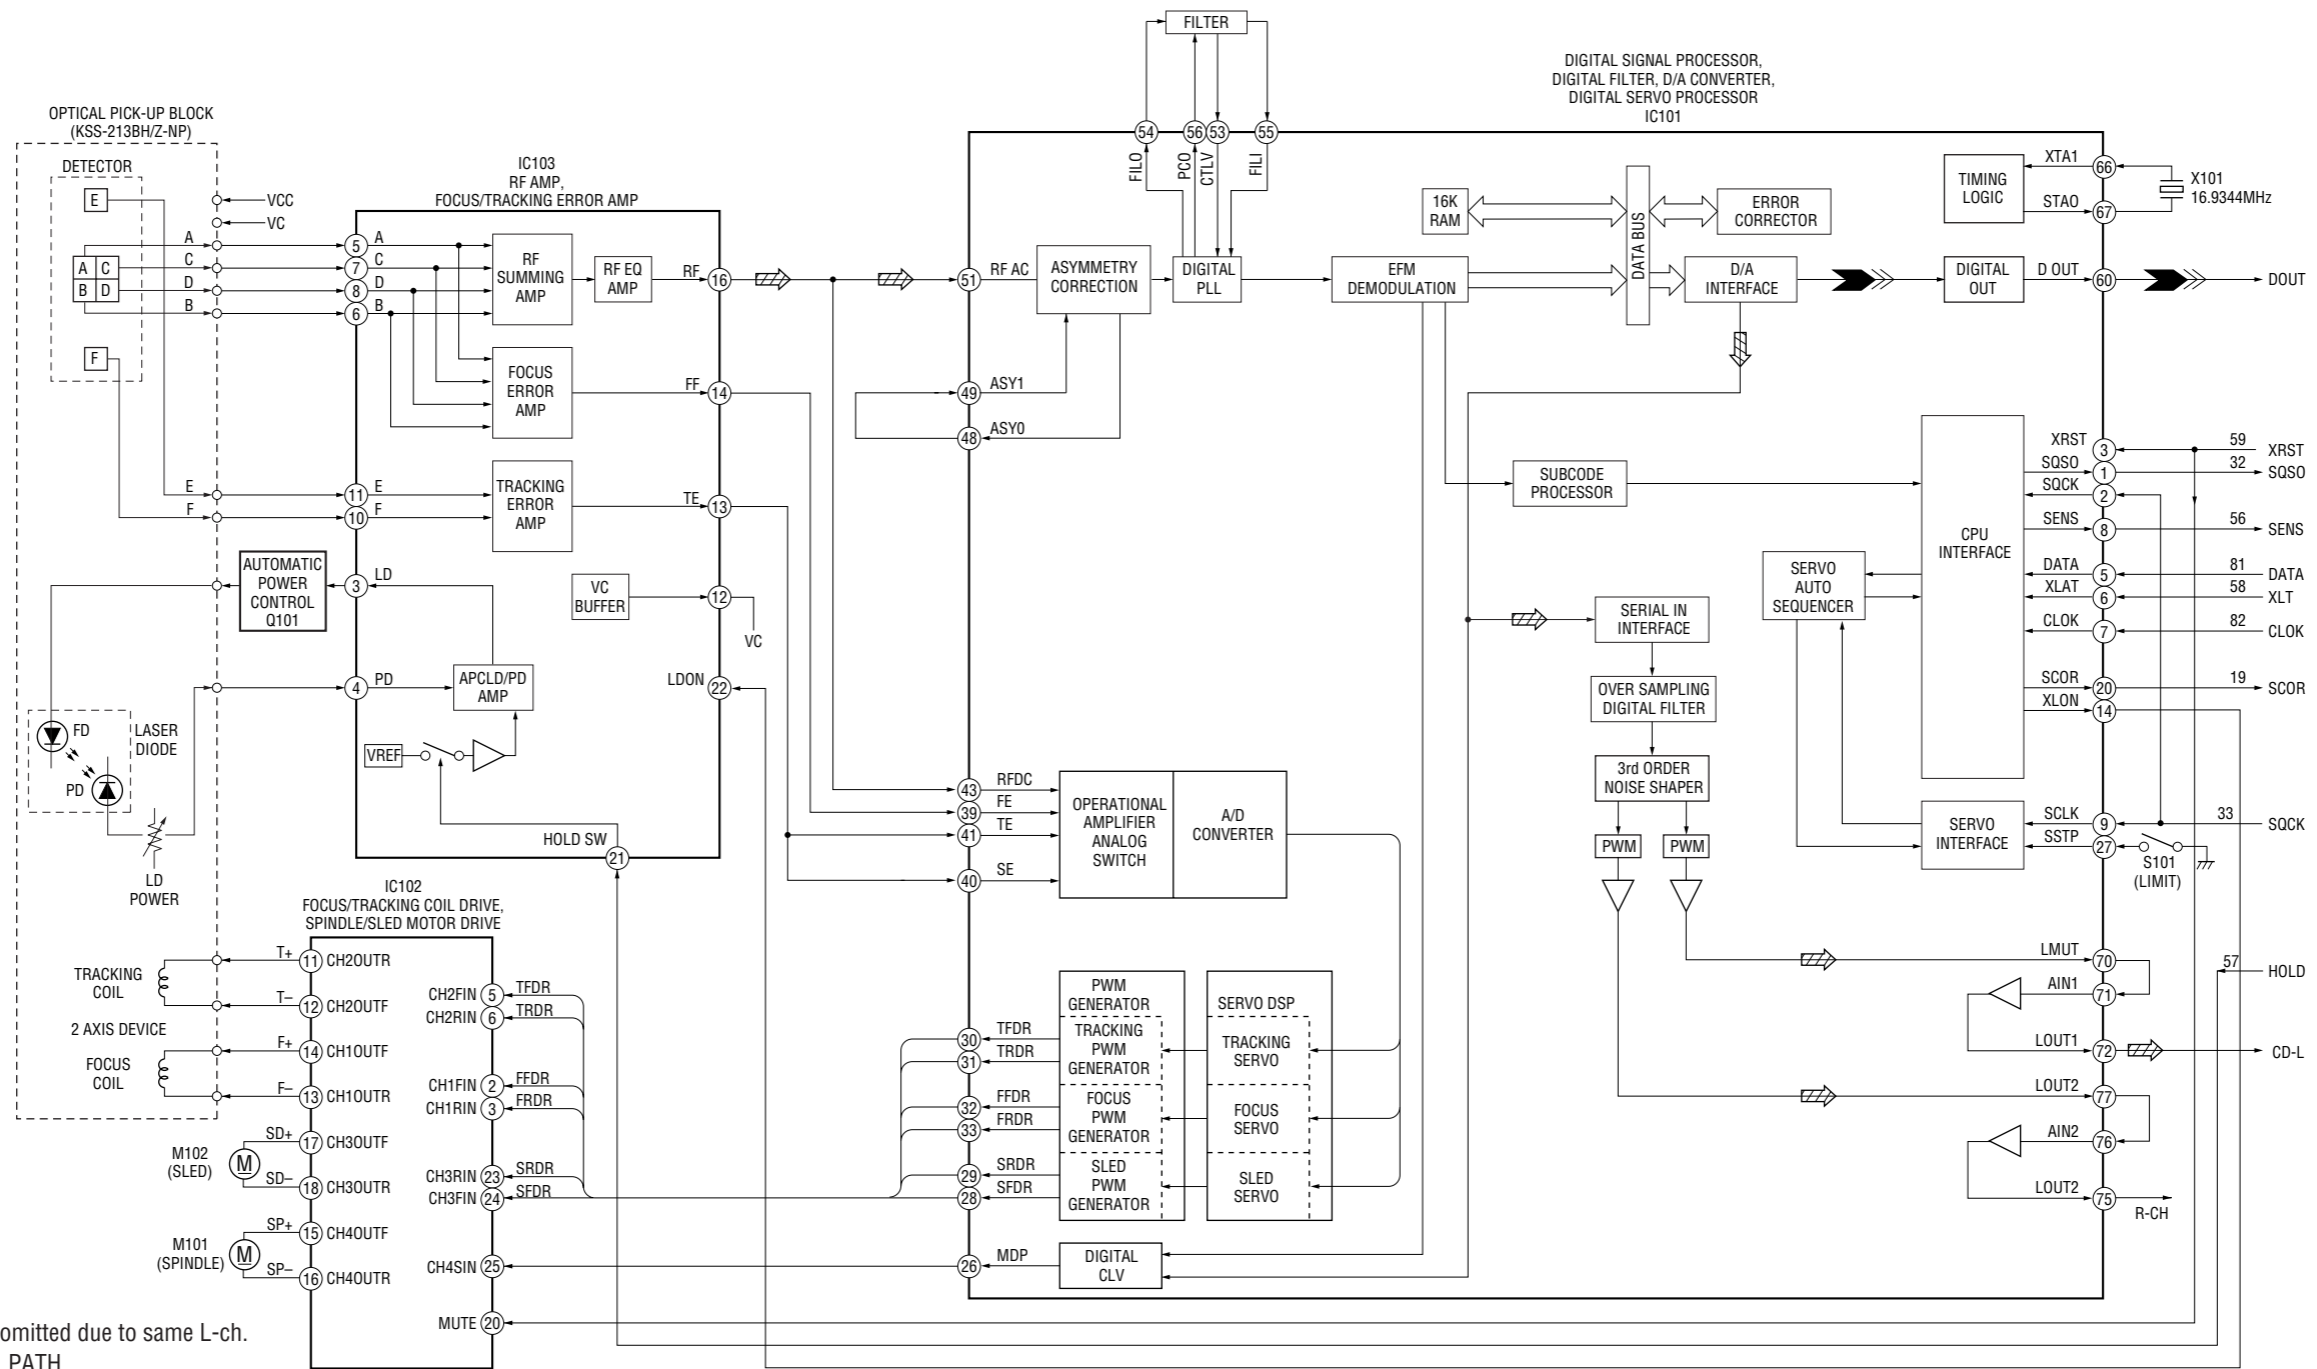 FILTER
54
56
53
55
FILO
PCO
CTLV
FILI
DIGITAL SIGNAL PROCESSOR,
DIGITAL FILTER, D/A CONVERTER,
DIGITAL SERVO PROCESSOR
IC101
OPTICAL PICK-UP BLOCK
(KSS-213BH/Z-NP)
DETECTOR
E
A C
B D
F
VCC
VC
A
C
D
B
E
F
IC103
RF AMP,
FOCUS/TRACKING ERROR AMP
5 A
7 C
8 D
6 B
RF
SUMMING
AMP
RF EQ
AMP
RF 16
FOCUS
ERROR
AMP
FF 14
11 E
10 F
TRACKING
ERROR
AMP
TE 13
AUTOMATIC
POWER
CONTROL
Q101
3 LD
VC
BUFFER
12
VC
4 PD
APCLD/PD
AMP
LDON 22
VREF
HOLD SW
21
FD
LASER
DIODE
PD
LD
POWER
IC102
FOCUS/TRACKING COIL DRIVE,
SPINDLE/SLED MOTOR DRIVE
TRACKING
COIL
2 AXIS DEVICE
FOCUS
COIL
T+ 11 CH2OUTR
T– 12 CH2OUTF
F+ 14 CH1OUTF
F– 13 CH1OUTR
M102
(SLED)
M
SD+ 17 CH3OUTF
SD– 18 CH3OUTR
M101
(SPINDLE)
M
SP+ 15 CH4OUTF
SP– 16 CH4OUTR
CH2FIN 5 TFDR
CH2RIN 6 TRDR
CH1FIN 2 FFDR
CH1RIN 3 FRDR
CH3RIN 23 SRDR
CH3FIN 24 SFDR
CH4SIN 25
MUTE 20
51 RF AC
ASYMMETRY
CORRECTION
DIGITAL
PLL
EFM
DEMODULATION
49 ASY1
48 ASY0
16K
RAM
DATA BUS
ERROR
CORRECTOR
D/A
INTERFACE
DIGITAL
OUT
D OUT 60 DOUT
TIMING
LOGIC
XTA1 66
STAO 67
X101
16.9344MHz
SUBCODE
PROCESSOR
CPU
INTERFACE
XRST 3 59 XRST
SQSO 1 32 SQSO
SQCK 2
SENS 8 56 SENS
DATA 5 81 DATA
XLAT 6 58 XLT
CLOK 7 82 CLOK
SCOR 20 19 SCOR
XLON 14
SERVO
AUTO
SEQUENCER
SERVO
INTERFACE
SCLK 9 33 SQCK
SSTP 27
S101
(LIMIT)
SERIAL IN
INTERFACE
OVER SAMPLING
DIGITAL FILTER
3rd ORDER
NOISE SHAPER
PWM
PWM
43 RFDC
39 FE
41 TE
40 SE
OPERATIONAL
AMPLIFIER
ANALOG
SWITCH
A/D
CONVERTER
PWM
GENERATOR
TRACKING
PWM
GENERATOR
FOCUS
PWM
GENERATOR
SLED
PWM
GENERATOR
SERVO DSP
TRACKING
SERVO
FOCUS
SERVO
SLED
SERVO
30 TFDR
31 TRDR
32 FFDR
33 FRDR
29 SRDR
28 SFDR
26 MDP
DIGITAL
CLV
LMUT 70
AIN1 71
LOUT1 72 CD-L
LOUT2 77
AIN2 76
LOUT2 75
R-CH
57 HOLD
omitted due to same L-ch.
PATH